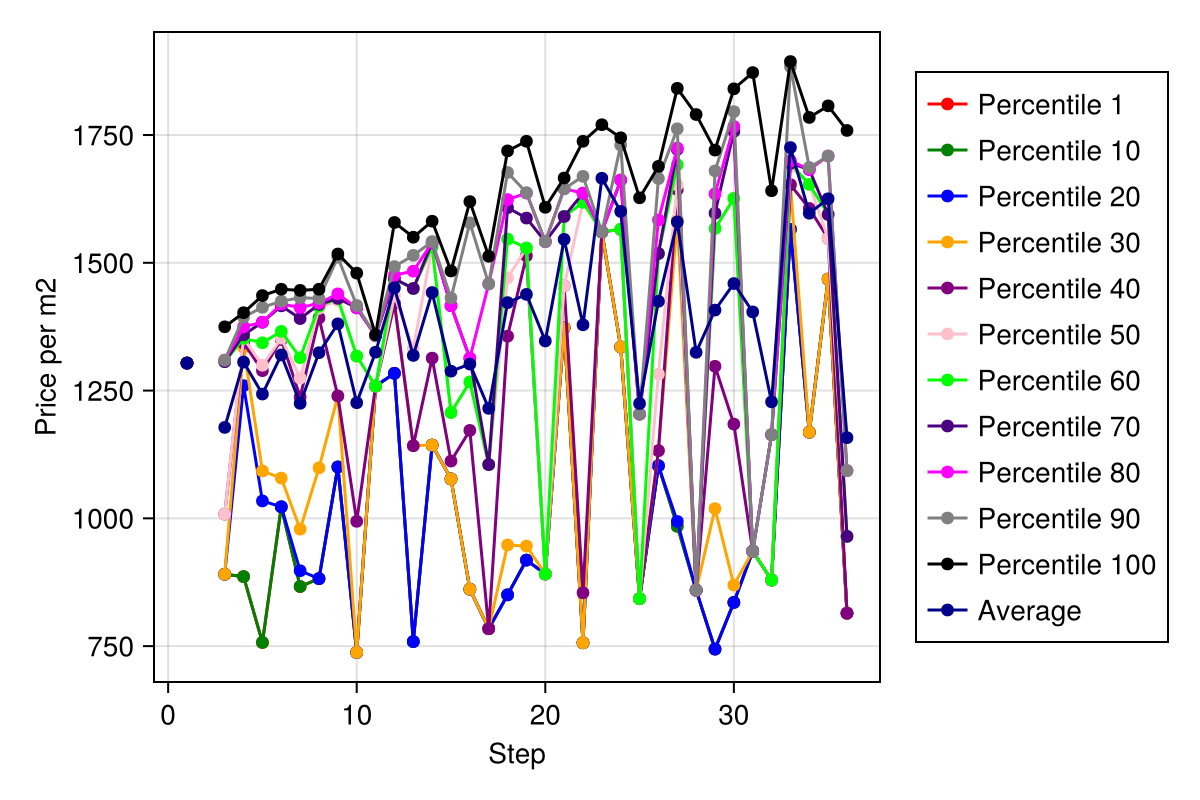 1750
1500
1250
1000
750
Price per m2
0 10 20 30
Step
Percentile 1
Percentile 10
Percentile 20
Percentile 30
Percentile 40
Percentile 50
Percentile 60
Percentile 70
Percentile 80
Percentile 90
Percentile 100
Average